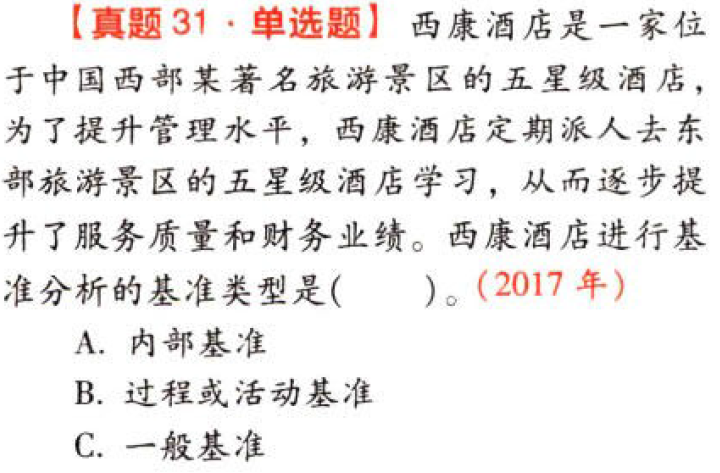 【真题 31·单选题】 西康酒店是一家位
于中国西部某著名旅游景区的五星级酒店，
为了提升管理水平，西康酒店定期派人去东
部旅游景区的五星级酒店学习，从而逐步提
升了服务质量和财务业绩。西康酒店进行基
准分析的基准类型是(　　)。(2017 年)
A. 内部基准
B. 过程或活动基准
C. 一般基准